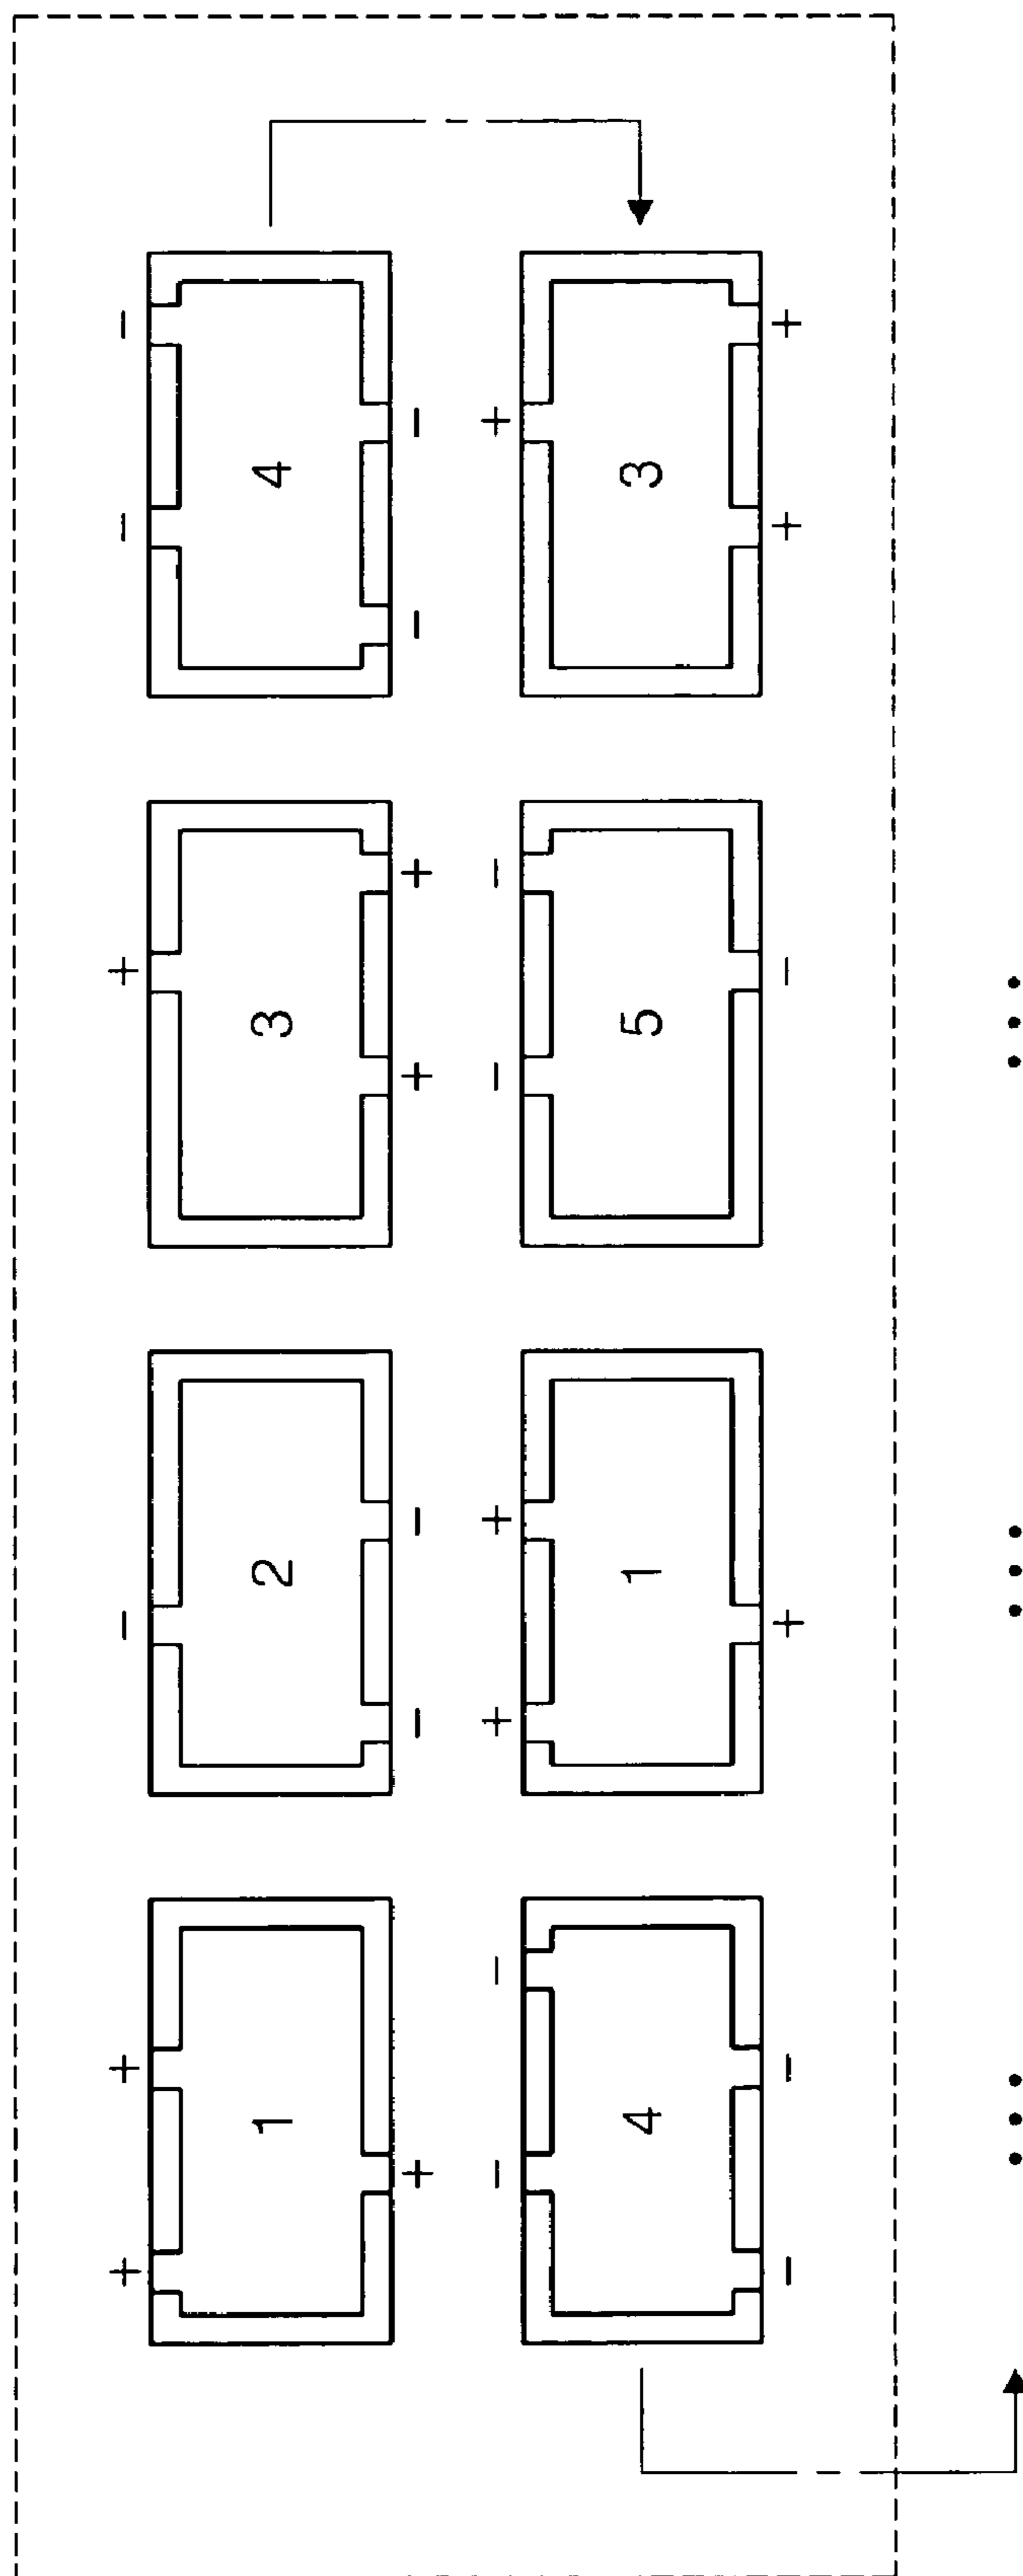 + + - + - -
1 2 3 4
+ - - + + - -
- - + + - - +
4 1 5 3
- - + - + +
... ... ...